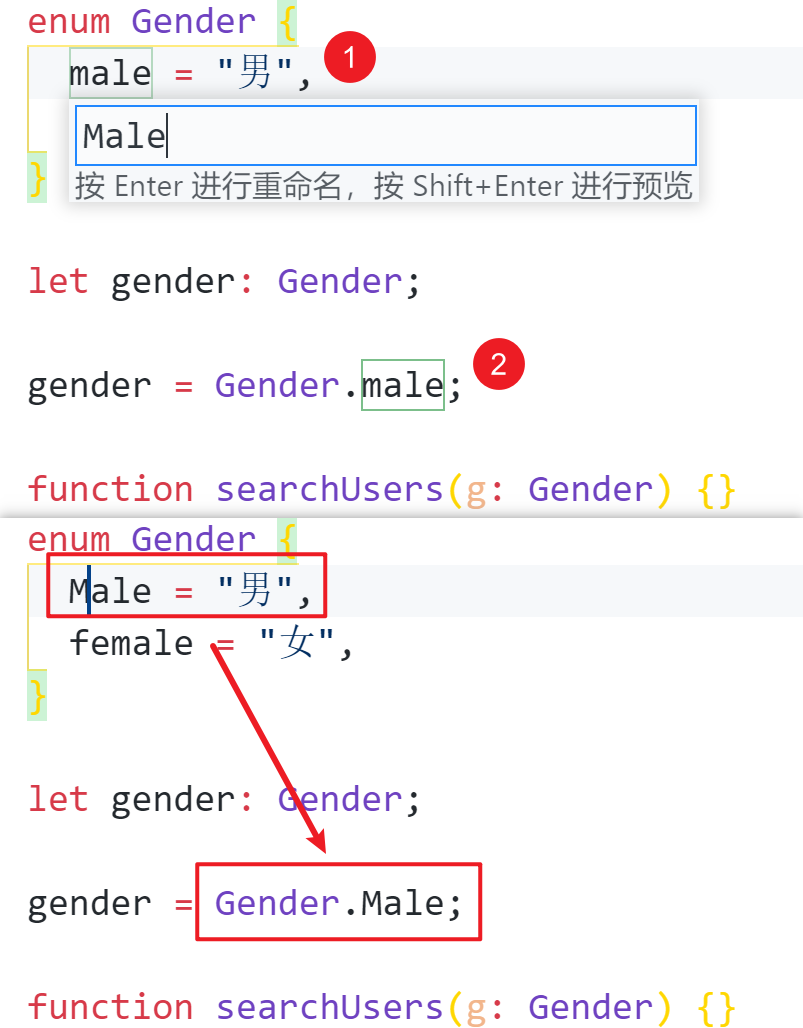 enum Gender {
male = "男", 1
Male
按 Enter 进行重命名，按 Shift+Enter 进行预览
}
let gender: Gender;
gender = Gender.male; 2
function searchUsers(g: Gender) {}
enum Gender {
Male = "男",
female = "女",
}
let gender: Gender;
gender = Gender.Male;
function searchUsers(g: Gender) {}